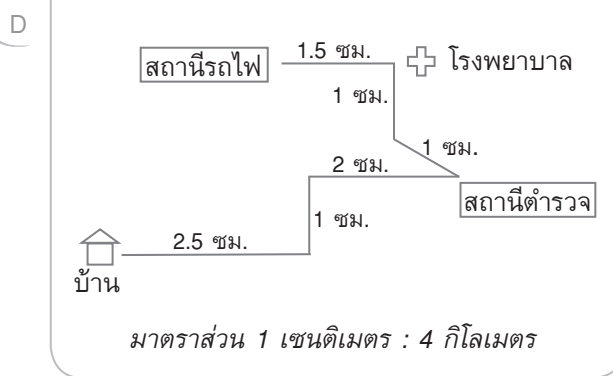 D
1.5 ซม.
สถานีรถไฟ
โรงพยาบาล
1 ซม.
1 ซม.
2 ซม.
สถานีตำรวจ
1 ซม.
2.5 ซม.
บ้าน
มาตราส่วน 1 เซนติเมตร : 4 กิโลเมตร